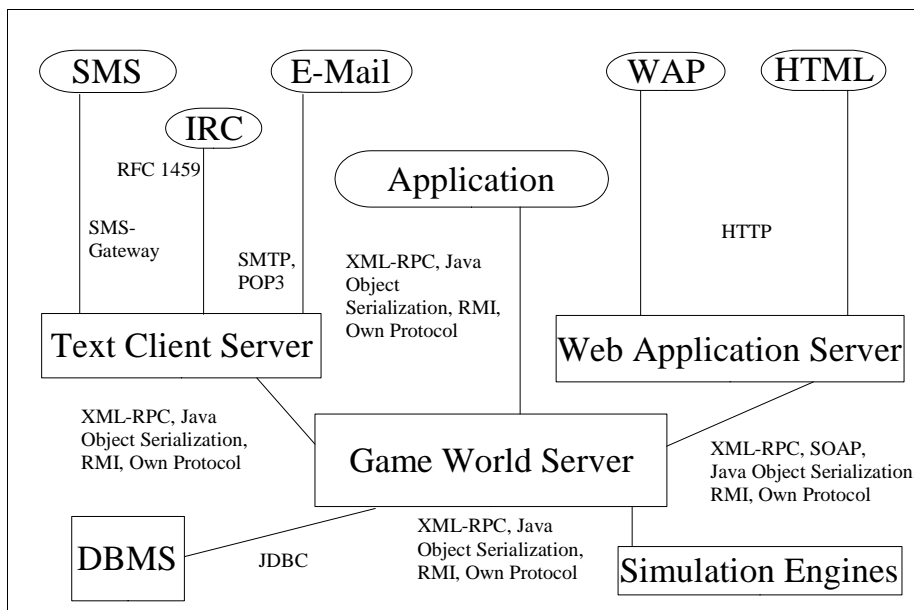 SMS
E-Mail
WAP
HTML
IRC
RFC 1459
Application
SMS-
Gateway
HTTP
SMTP,
POP3
XML-RPC, Java
Object
Serialization, RMI,
Own Protocol
Text Client Server
Web Application Server
XML-RPC, Java
Object Serialization,
RMI, Own Protocol
Game World Server
XML-RPC, SOAP,
Java Object Serialization
RMI, Own Protocol
DBMS
JDBC
XML-RPC, Java
Object Serialization,
RMI, Own Protocol
Simulation Engines